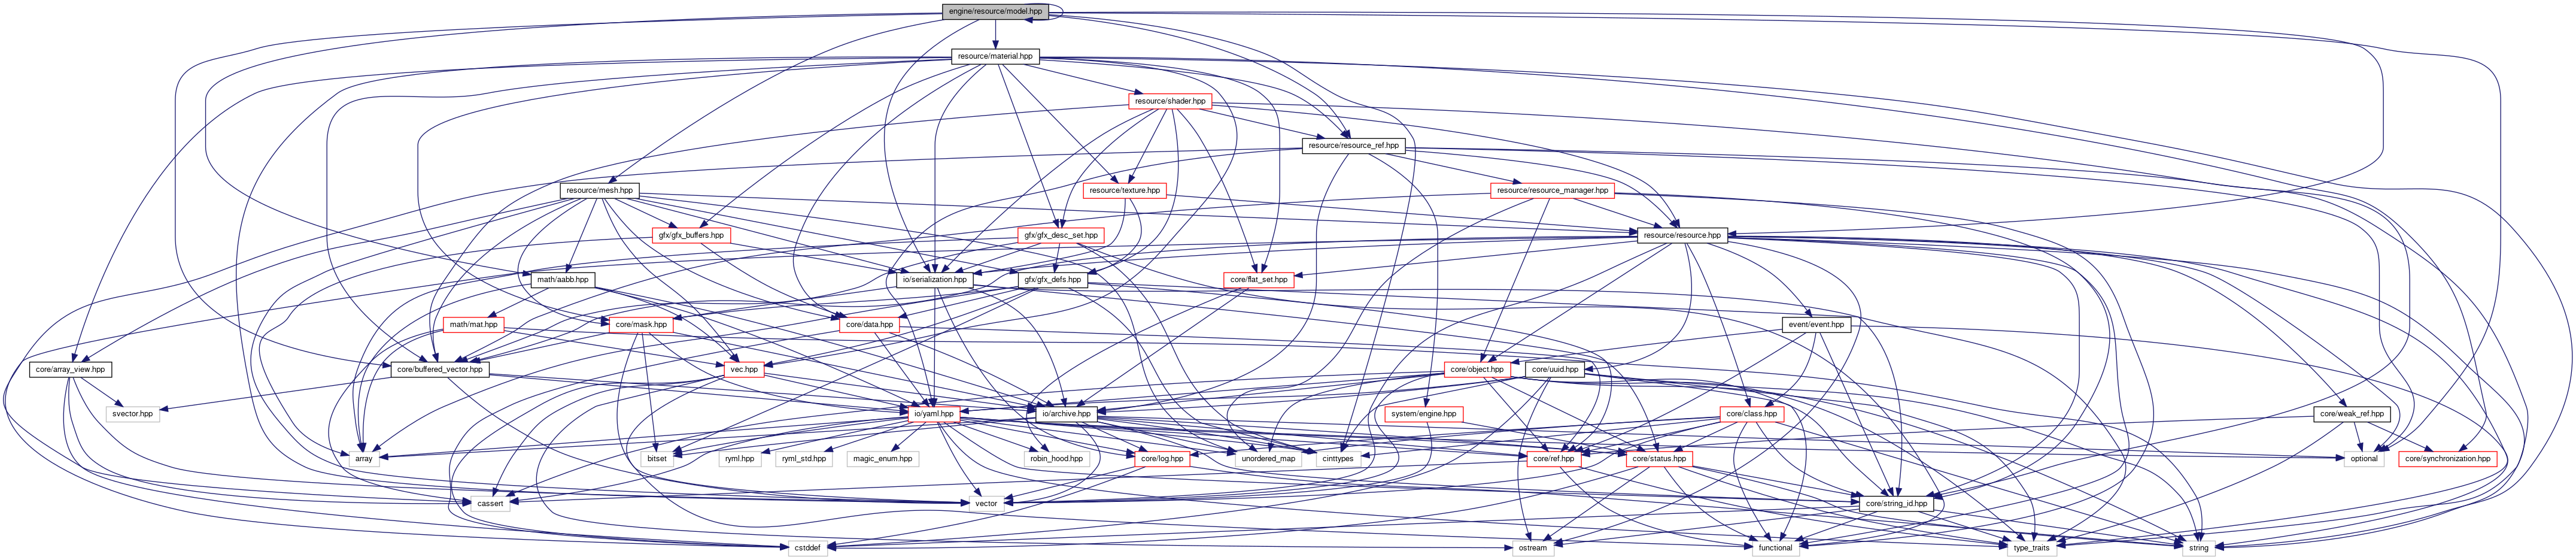 engine/resource/model.hpp
resource/material.hpp
resource/shader.hpp
resource/resource_ref.hpp
resource/mesh.hpp
resource/texture.hpp
resource/resource_manager.hpp
gfx/gfx_buffers.hpp
gfx/gfx_desc_set.hpp
resource/resource.hpp
math/aabb.hpp
io/serialization.hpp
gfx/gfx_defs.hpp
core/flat_set.hpp
math/mat.hpp
core/mask.hpp
core/data.hpp
event/event.hpp
core/array_view.hpp
core/buffered_vector.hpp
vec.hpp
core/object.hpp
core/uuid.hpp
svector.hpp
io/yaml.hpp
io/archive.hpp
system/engine.hpp
core/class.hpp
core/weak_ref.hpp
array
bitset
ryml.hpp
ryml_std.hpp
magic_enum.hpp
robin_hood.hpp
core/log.hpp
unordered_map
cinttypes
core/ref.hpp
core/status.hpp
optional
core/synchronization.hpp
cassert
vector
core/string_id.hpp
cstddef
ostream
functional
type_traits
string